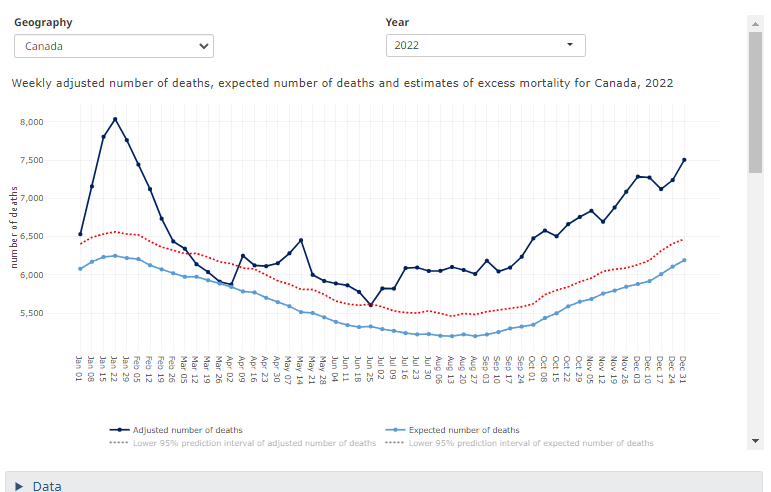 Geography
Year
Canada
2022
Weekly adjusted number of deaths, expected number of deaths and estimates of excess mortality for Canada, 2022
number of deaths
8,000
7,500
7,000
6,500
6,000
5,500
Jan 01
Jan 08
Jan 15
Jan 22
Jan 29
Feb 05
Feb 12
Feb 19
Feb 26
Mar 05
Mar 12
Mar 19
Mar 26
Apr 02
Apr 09
Apr 16
Apr 23
Apr 30
May 07
May 14
May 21
May 28
Jun 04
Jun 11
Jun 18
Jun 25
Jul 02
Jul 09
Jul 16
Jul 23
Jul 30
Aug 06
Aug 13
Aug 20
Aug 27
Sep 03
Sep 10
Sep 17
Sep 24
Oct 01
Oct 08
Oct 15
Oct 22
Oct 29
Nov 05
Nov 12
Nov 19
Nov 26
Dec 03
Dec 10
Dec 17
Dec 24
Dec 31
Adjusted number of deaths
Expected number of deaths
Lower 95% prediction interval of adjusted number of deaths
Lower 95% prediction interval of expected number of deaths
Data